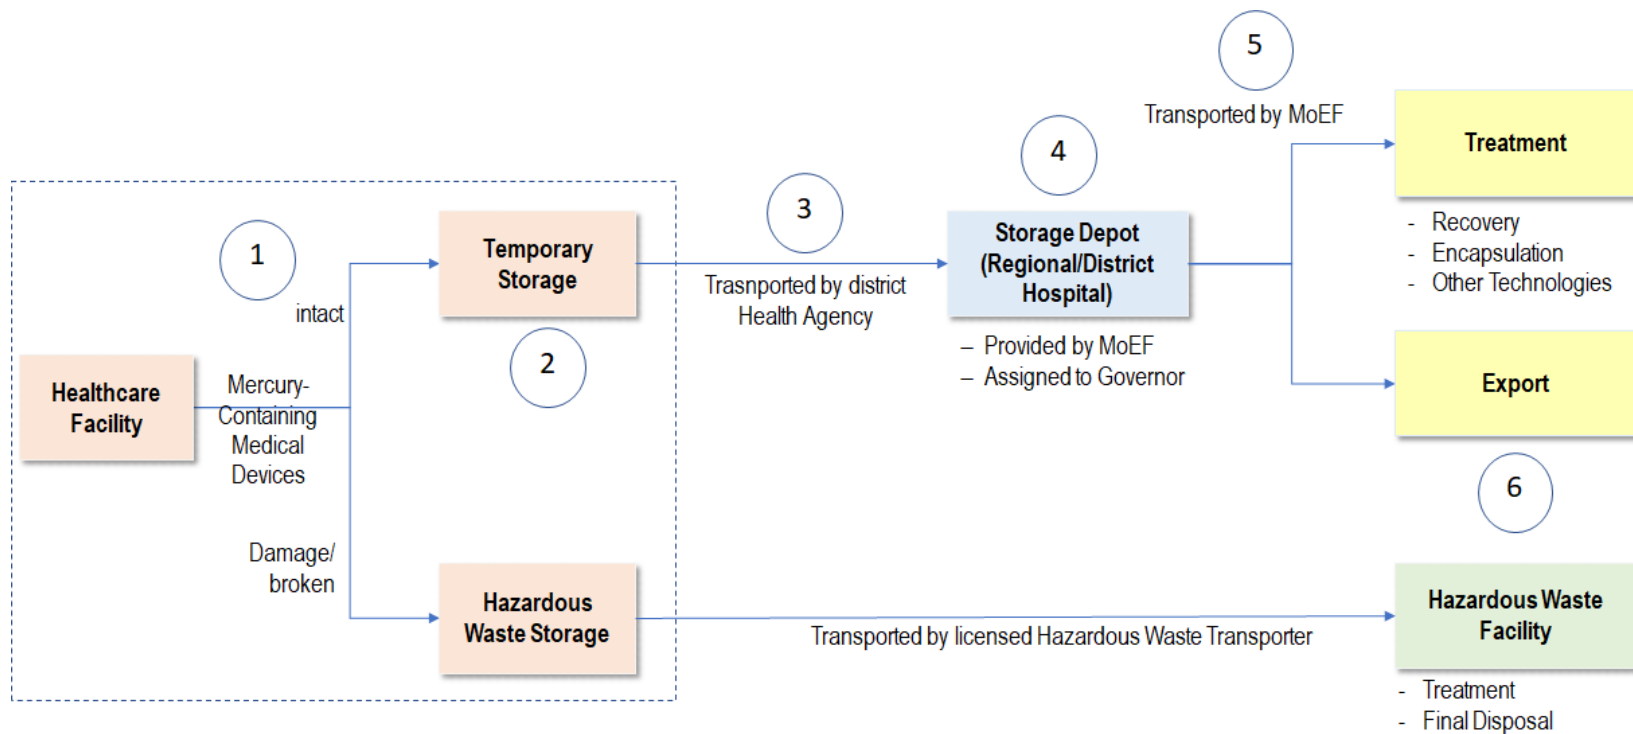 5
Transported by MoEF
Treatment
- Recovery
- Encapsulation
- Other Technologies
4
3
Storage Depot
(Regional/District
Hospital)
– Provided by MoEF
– Assigned to Governor
1
Temporary
Storage
intact
Trasnported by district
Health Agency
2
Export
Healthcare
Facility
Mercury-
Containing
Medical
Devices
6
Damage/
broken
Hazardous
Waste Storage
Transported by licensed Hazardous Waste Transporter
Hazardous Waste
Facility
- Treatment
- Final Disposal